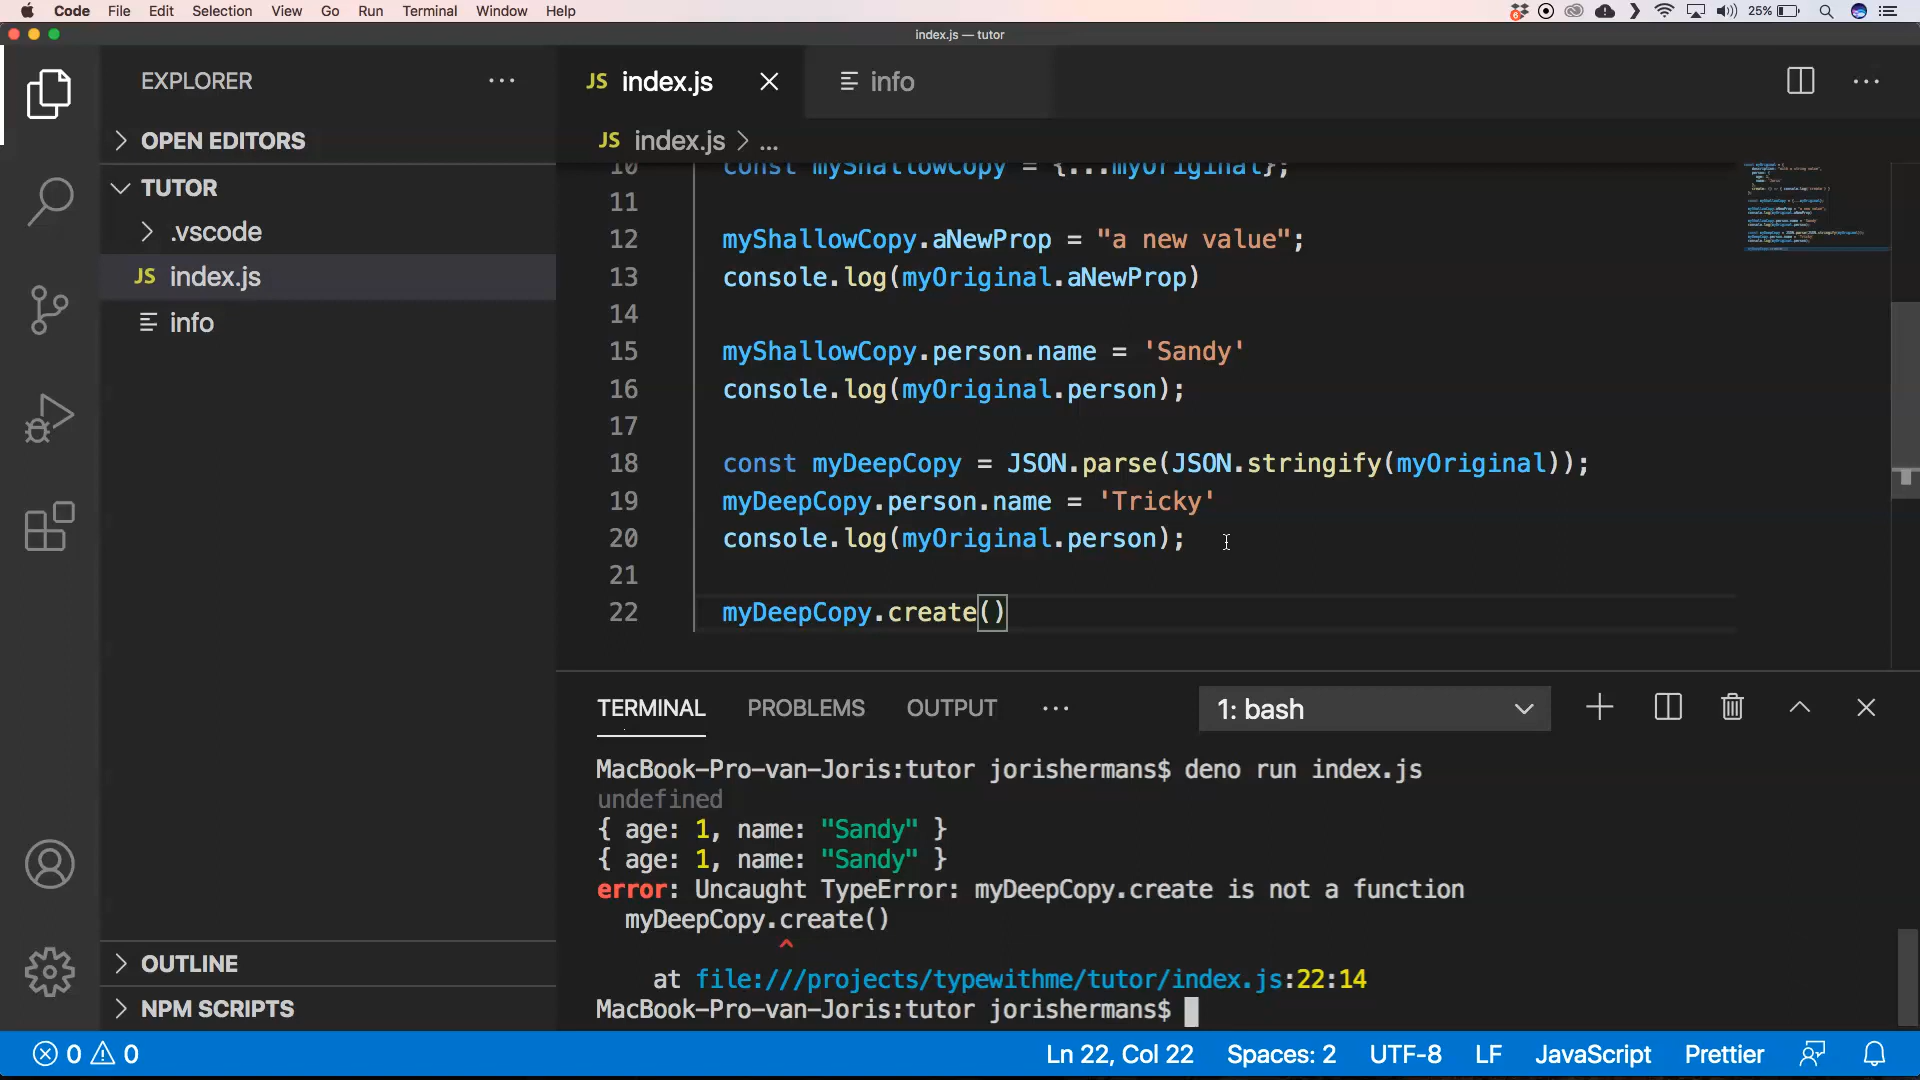 Code File Edit Selection View Go Run Terminal Window Help 25%
index.js — tutor
EXPLORER
OPEN EDITORS
TUTOR
.vscode
JS index.js
info
OUTLINE
NPM SCRIPTS
JS index.js info
JS index.js > ...
10 const myShallowCopy = {...myOriginal};
11
12 myShallowCopy.aNewProp = "a new value";
13 console.log(myOriginal.aNewProp)
14
15 myShallowCopy.person.name = 'Sandy'
16 console.log(myOriginal.person);
17
18 const myDeepCopy = JSON.parse(JSON.stringify(myOriginal));
19 myDeepCopy.person.name = 'Tricky'
20 console.log(myOriginal.person);
21
22 myDeepCopy.create()
TERMINAL PROBLEMS OUTPUT 1: bash
MacBook-Pro-van-Joris:tutor jorishermans$ deno run index.js
undefined
{ age: 1, name: "Sandy" }
{ age: 1, name: "Sandy" }
error: Uncaught TypeError: myDeepCopy.create is not a function
myDeepCopy.create()
^
at file:///projects/typewithme/tutor/index.js:22:14
MacBook-Pro-van-Joris:tutor jorishermans$
0 0 Ln 22, Col 22 Spaces: 2 UTF-8 LF JavaScript Prettier